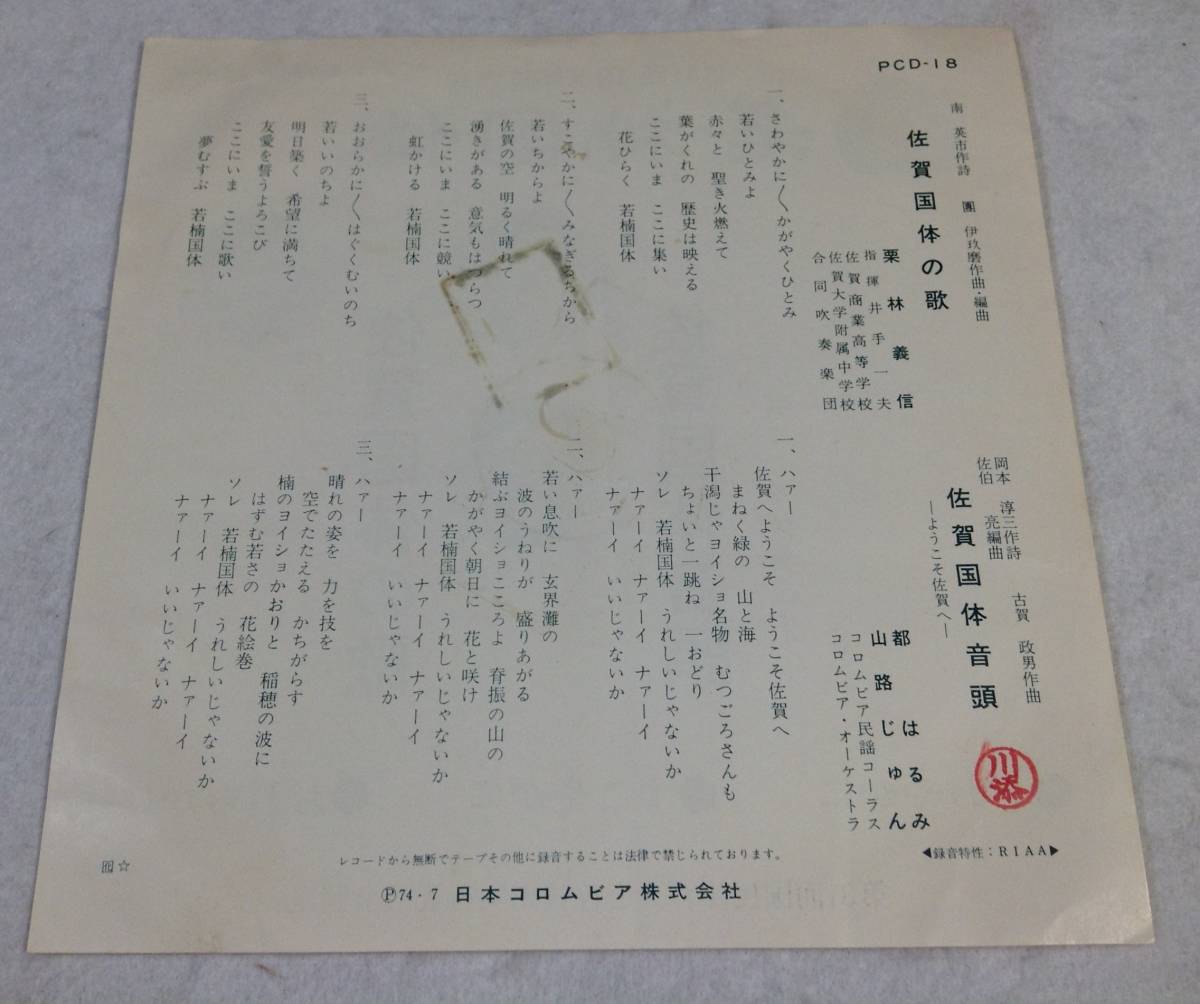 PCD-18
佐賀国体の歌
南 英市作詩 團 伊玖磨作曲・編曲
栗林義信
指揮 井手一夫
佐賀商業高等学校
佐賀大学附属中学校
合同吹奏楽団
一、さわやかに〳〵かがやくひとみ
若いひとみよ
赤々と 聖き火燃えて
葉がくれの 歴史は映える
ここにいま ここに集い
花ひらく 若楠国体
二、すこやかに〳〵みなぎるちから
若いちからよ
佐賀の空 明るく晴れて
湧きがある 意気もはつらつ
ここにいま ここに競い
虹かける 若楠国体
三、おおらかに〳〵はぐくむいのち
若いいのちよ
明日築く 希望に満ちて
友愛を誓うよろこび
ここにいま ここに歌い
夢むすぶ 若楠国体
佐賀国体音頭
―ようこそ佐賀へ―
岡本 淳三作詩 古賀 政男作曲
佐伯 亮編曲
都はるみ
山路じゅん
コロムビア民謡コーラス
コロムビア・オーケストラ
川添
一、ハァー
佐賀へようこそ ようこそ佐賀へ
まねく緑の 山と海
干潟じゃヨイショ名物 むつごろさんも
ちょいと一跳ね 一おどり
ソレ 若楠国体 うれしいじゃないか
ナァーイ ナァーイ ナァーイ
ナァーイ いいじゃないか
二、ハァー
若い息吹に 玄界灘の
波のうねりが 盛りあがる
結ぶヨイショこころよ 脊振の山の
かがやく朝日に 花と咲け
ソレ 若楠国体 うれしいじゃないか
ナァーイ ナァーイ ナァーイ
ナァーイ いいじゃないか
三、ハァー
晴れの姿を 力を技を
空でたたえる かちがらす
楠のヨイショかおりと 稲穂の波に
はずむ若さの 花絵巻
ソレ 若楠国体 うれしいじゃないか
ナァーイ ナァーイ ナァーイ
ナァーイ いいじゃないか
◀録音特性：RIAA▶
レコードから無断でテープその他に録音することは法律で禁じられております。
Ⓟ74・7 日本コロムビア株式会社